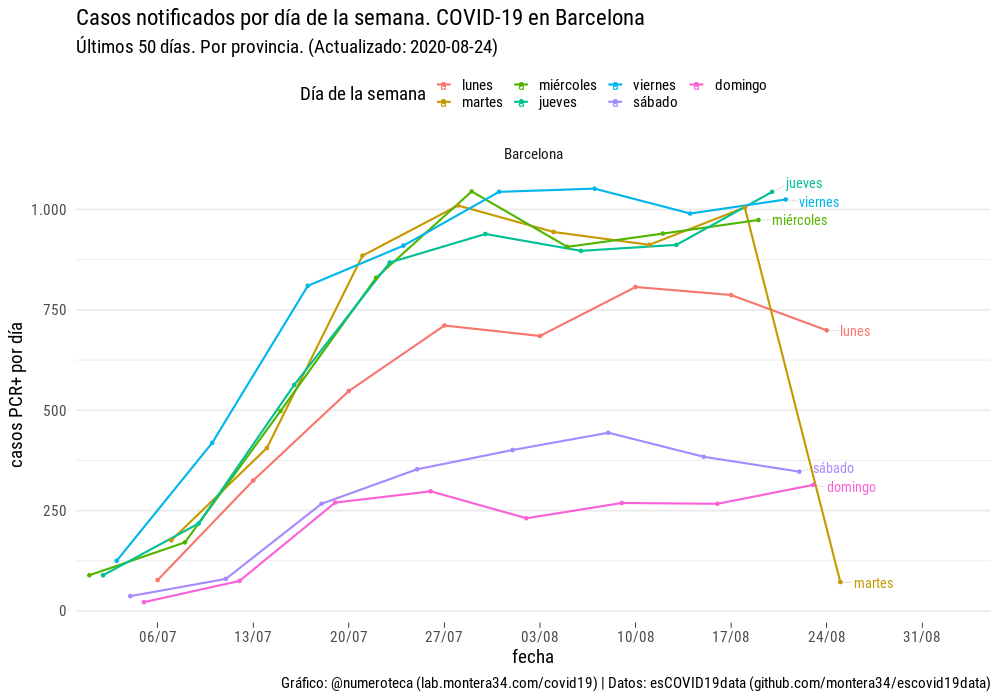 Casos notificados por día de la semana. COVID-19 en Barcelona
Últimos 50 días. Por provincia. (Actualizado: 2020-08-24)
Día de la semana
lunes
miércoles
viernes
domingo
martes
jueves
sábado
Barcelona
casos PCR+ por día
1.000
750
500
250
0
jueves
viernes
miércoles
lunes
sábado
domingo
martes
06/07
13/07
20/07
27/07
03/08
10/08
17/08
24/08
31/08
fecha
Gráfico: @numeroteca (lab.montera34.com/covid19) | Datos: esCOVID19data (github.com/montera34/escovid19data)